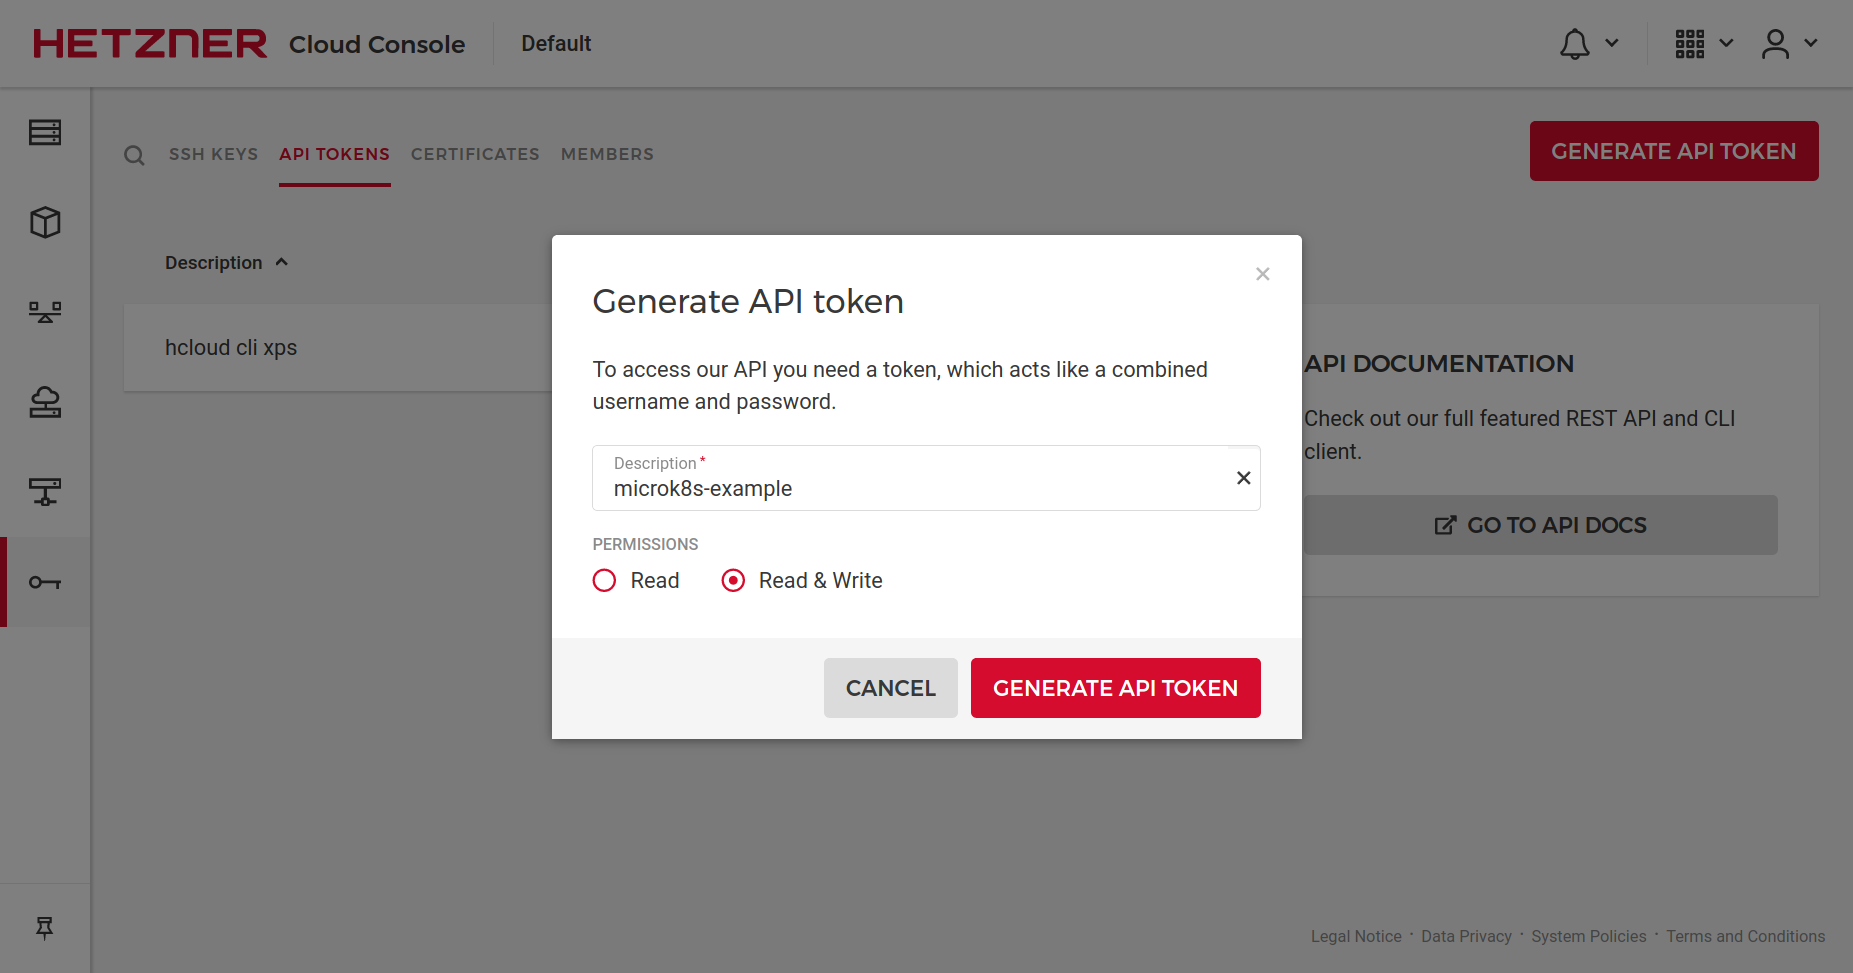 HETZNER Cloud Console Default
SSH KEYS API TOKENS CERTIFICATES MEMBERS
GENERATE API TOKEN
Description
hcloud cli xps
Generate API token
To access our API you need a token, which acts like a combined
username and password.
Description *
microk8s-example
PERMISSIONS
Read Read & Write
CANCEL GENERATE API TOKEN
API DOCUMENTATION
Check out our full featured REST API and CLI
client.
GO TO API DOCS
Legal Notice · Data Privacy · System Policies · Terms and Conditions